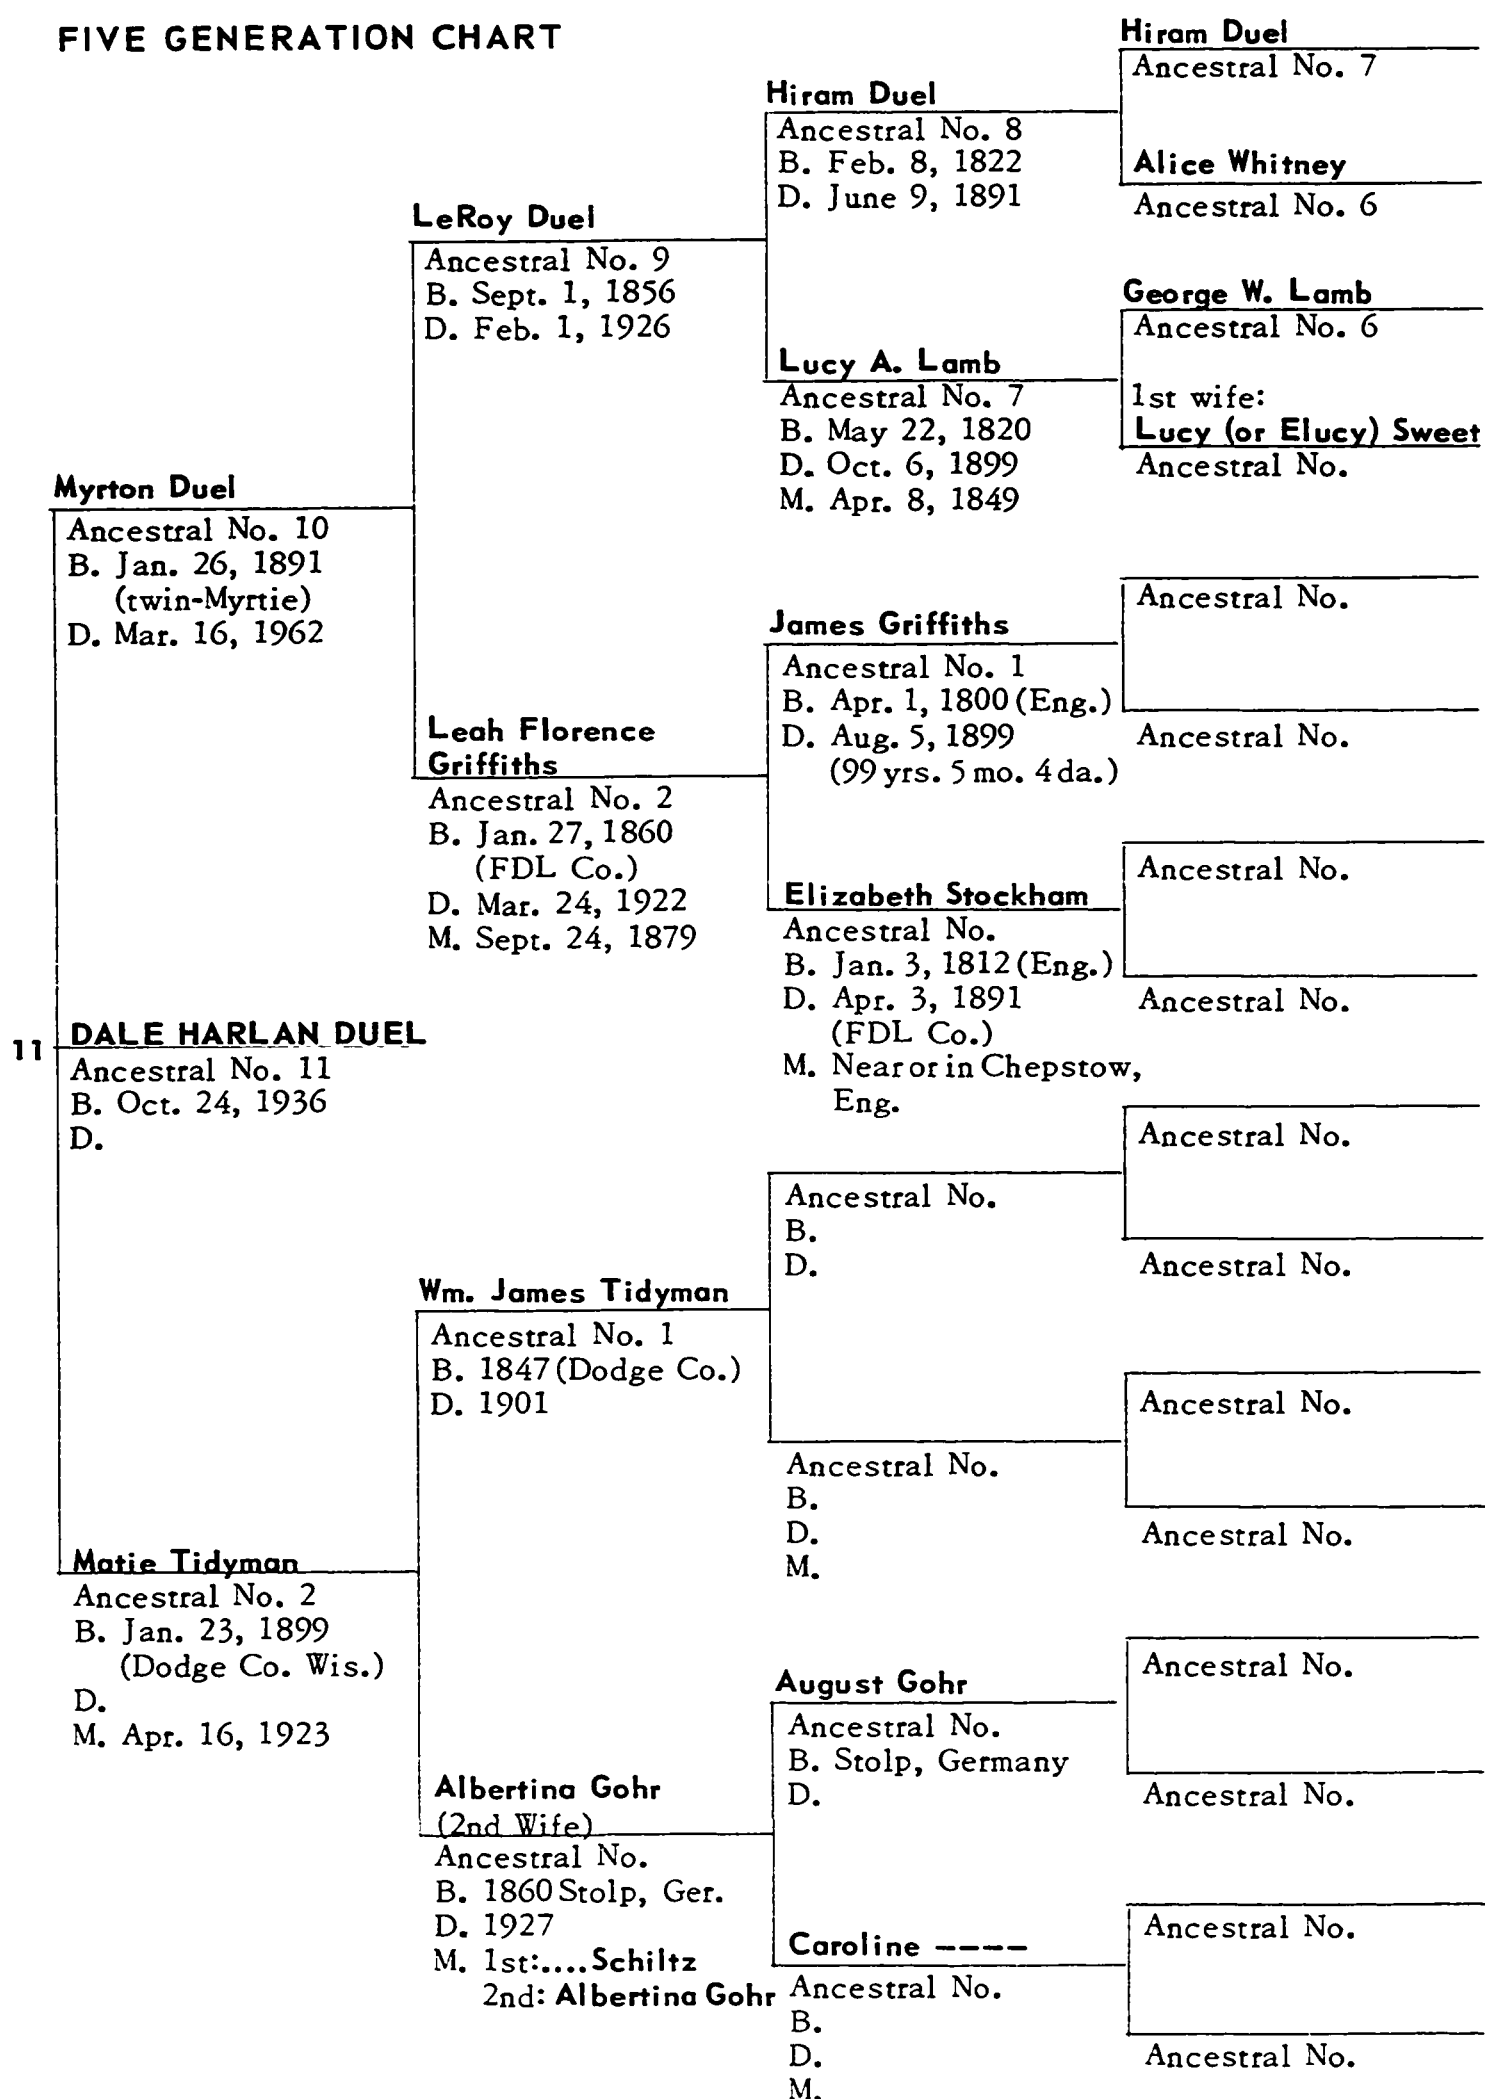 FIVE GENERATION CHART
Hiram Duel
Ancestral No. 7
Hiram Duel
Ancestral No. 8
B. Feb. 8, 1822
D. June 9, 1891
Alice Whitney
Ancestral No. 6
LeRoy Duel
Ancestral No. 9
B. Sept. 1, 1856
D. Feb. 1, 1926
George W. Lamb
Ancestral No. 6
Lucy A. Lamb
Ancestral No. 7
B. May 22, 1820
D. Oct. 6, 1899
M. Apr. 8, 1849
1st wife:
Lucy (or Elucy) Sweet
Ancestral No.
Myrton Duel
Ancestral No. 10
B. Jan. 26, 1891
(twin-Myrtie)
D. Mar. 16, 1962
Ancestral No.
James Griffiths
Ancestral No. 1
B. Apr. 1, 1800 (Eng.)
D. Aug. 5, 1899
(99 yrs. 5 mo. 4 da.)
Ancestral No.
Leah Florence
Griffiths
Ancestral No. 2
B. Jan. 27, 1860
(FDL Co.)
D. Mar. 24, 1922
M. Sept. 24, 1879
Ancestral No.
Elizabeth Stockham
Ancestral No.
B. Jan. 3, 1812 (Eng.)
D. Apr. 3, 1891
(FDL Co.)
M. Near or in Chepstow,
Eng.
Ancestral No.
11
DALE HARLAN DUEL
Ancestral No. 11
B. Oct. 24, 1936
D.
Ancestral No.
Ancestral No.
B.
D.
Ancestral No.
Wm. James Tidyman
Ancestral No. 1
B. 1847 (Dodge Co.)
D. 1901
Ancestral No.
Ancestral No.
B.
D.
M.
Ancestral No.
Matie Tidyman
Ancestral No. 2
B. Jan. 23, 1899
(Dodge Co. Wis.)
D.
M. Apr. 16, 1923
Ancestral No.
August Gohr
Ancestral No.
B. Stolp, Germany
D.
Ancestral No.
Albertina Gohr
(2nd Wife)
Ancestral No.
B. 1860 Stolp, Ger.
D. 1927
M. 1st:....Schiltz
2nd: Albertina Gohr
Ancestral No.
Caroline ----
Ancestral No.
B.
D.
M.
Ancestral No.